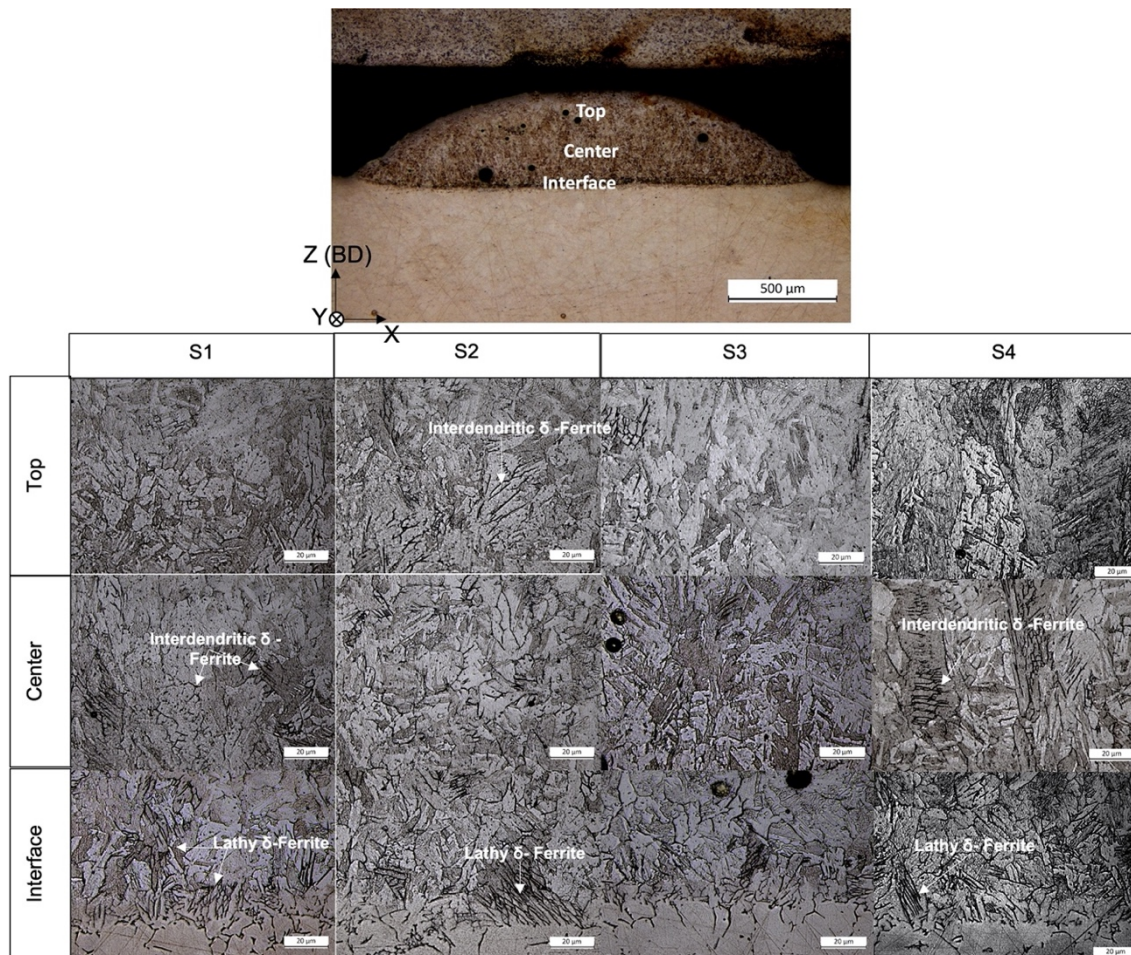 Top
Center
Interface
Z (BD)
Y
X
500 µm
S1
S2
S3
S4
Top
Interdendritic δ -Ferrite
20 µm
20 µm
20 µm
20 µm
Center
Interdendritic δ -
Ferrite
Interdendritic δ -Ferrite
20 µm
20 µm
20 µm
20 µm
Interface
Lathy δ-Ferrite
Lathy δ- Ferrite
Lathy δ- Ferrite
20 µm
20 µm
20 µm
20 µm